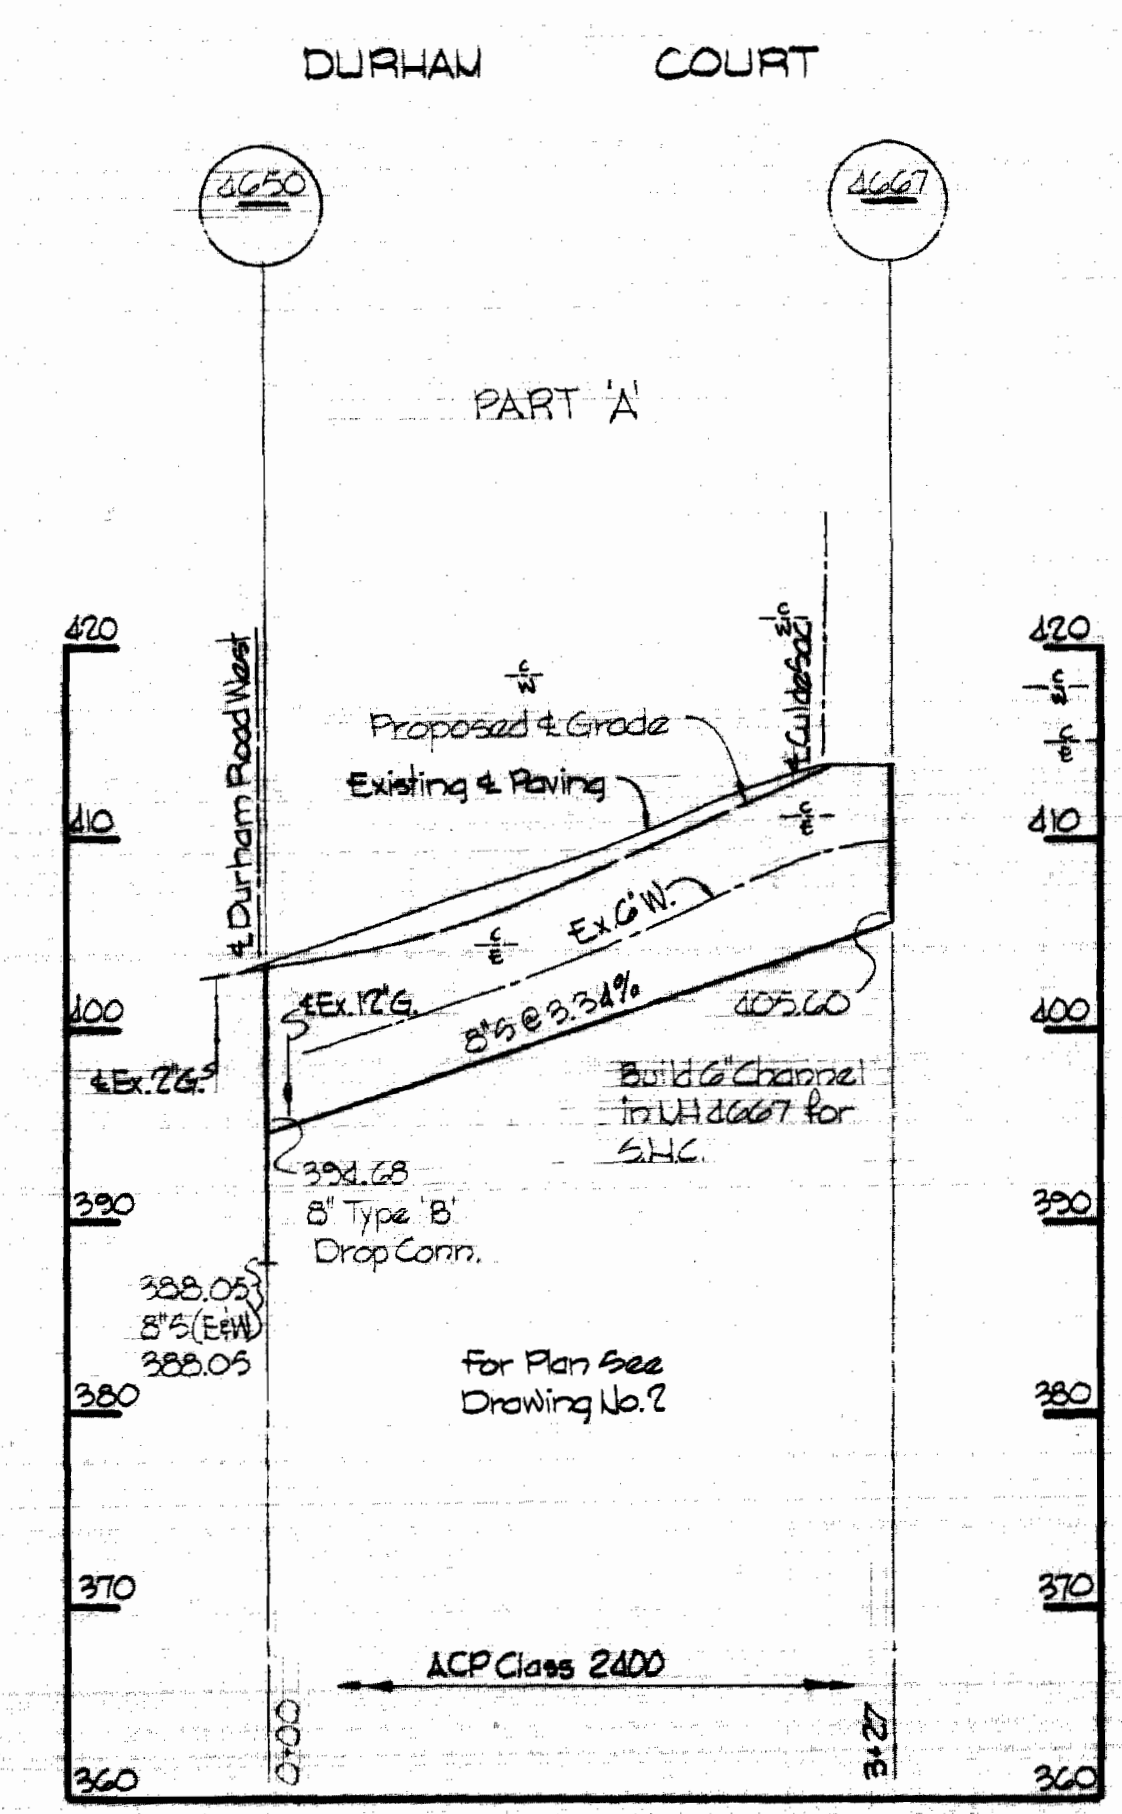 DURHAM COURT
4650
4667
PART 'A'
420
420
℄ Durham Road West
℄ Culdesac
Proposed ℄ Grade
Existing ℄ Paving
410
410
Ex. 6" W.
℄ Ex. 12" G.
8" S @ 3.34%
405.60
400
400
℄ Ex. 2" G.
Build 6" Channel
in MH 4667 for
S.H.C.
394.68
8" Type 'B'
Drop Conn.
390
390
388.05
8" S (E&W)
388.05
For Plan See
Drawing No. 2
380
380
370
370
ACP Class 2400
0+00
3+27
360
360